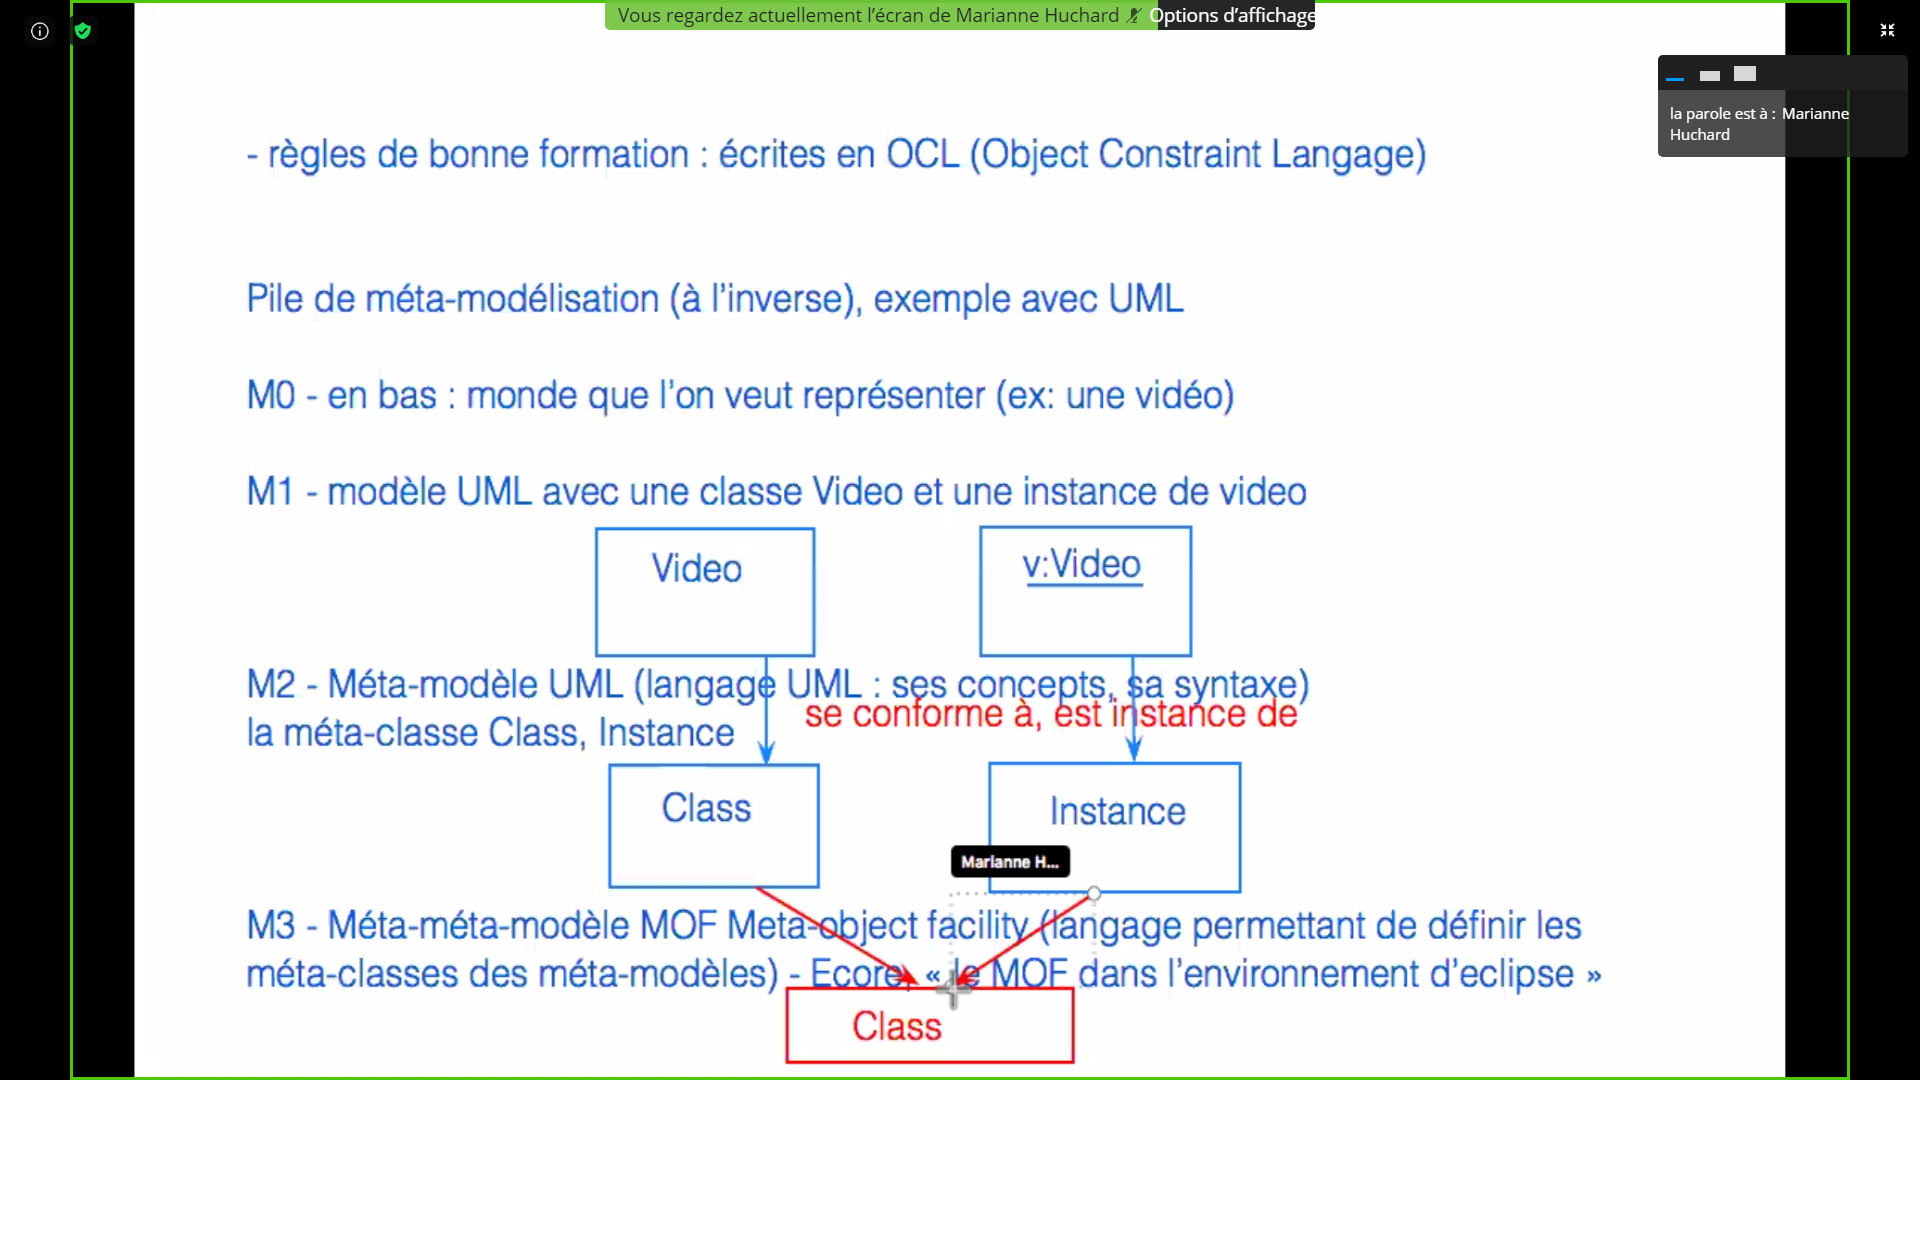 Vous regardez actuellement l'écran de Marianne Huchard Options d'affichage
la parole est à : Marianne
Huchard
- règles de bonne formation : écrites en OCL (Object Constraint Langage)
Pile de méta-modélisation (à l'inverse), exemple avec UML
M0 - en bas : monde que l'on veut représenter (ex: une vidéo)
M1 - modèle UML avec une classe Video et une instance de video
Video
v:Video
M2 - Méta-modèle UML (langage UML : ses concepts, sa syntaxe)
se conforme à, est instance de
la méta-classe Class, Instance
Class
Instance
Marianne H...
M3 - Méta-méta-modèle MOF Meta-object facility (langage permettant de définir les
méta-classes des méta-modèles) - Ecore, « le MOF dans l'environnement d'eclipse »
Class